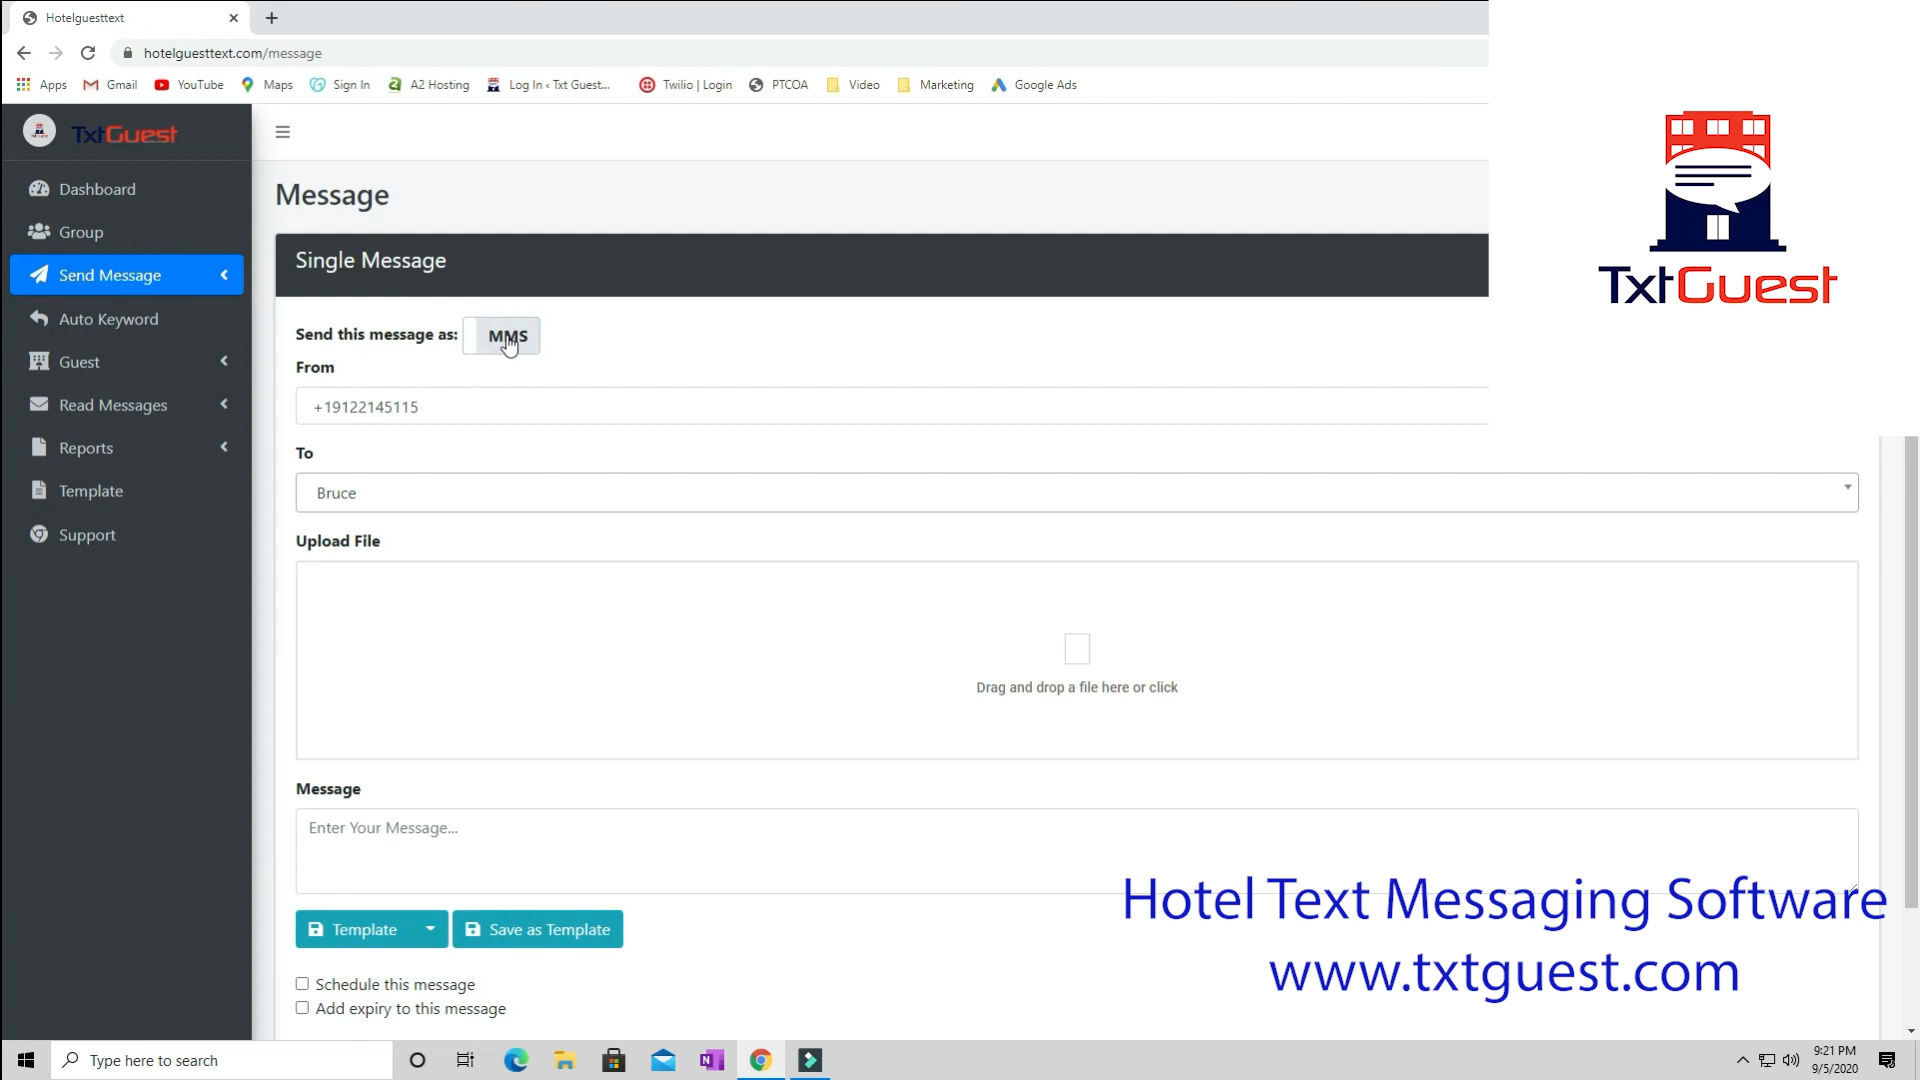 Hotelguesttext
hotelguesttext.com/message
Apps
Gmail
YouTube
Maps
Sign In
A2 Hosting
Log In ‹ Txt Guest...
Twilio | Login
PTCOA
Video
Marketing
Google Ads
TxtGuest
Dashboard
Group
Send Message
Auto Keyword
Guest
Read Messages
Reports
Template
Support
Message
Single Message
Send this message as: MMS
From
+19122145115
To
Bruce
Upload File
Drag and drop a file here or click
Message
Enter Your Message...
Template
Save as Template
Schedule this message
Add expiry to this message
TxtGuest
Hotel Text Messaging Software
www.txtguest.com
Type here to search
9:21 PM
9/5/2020